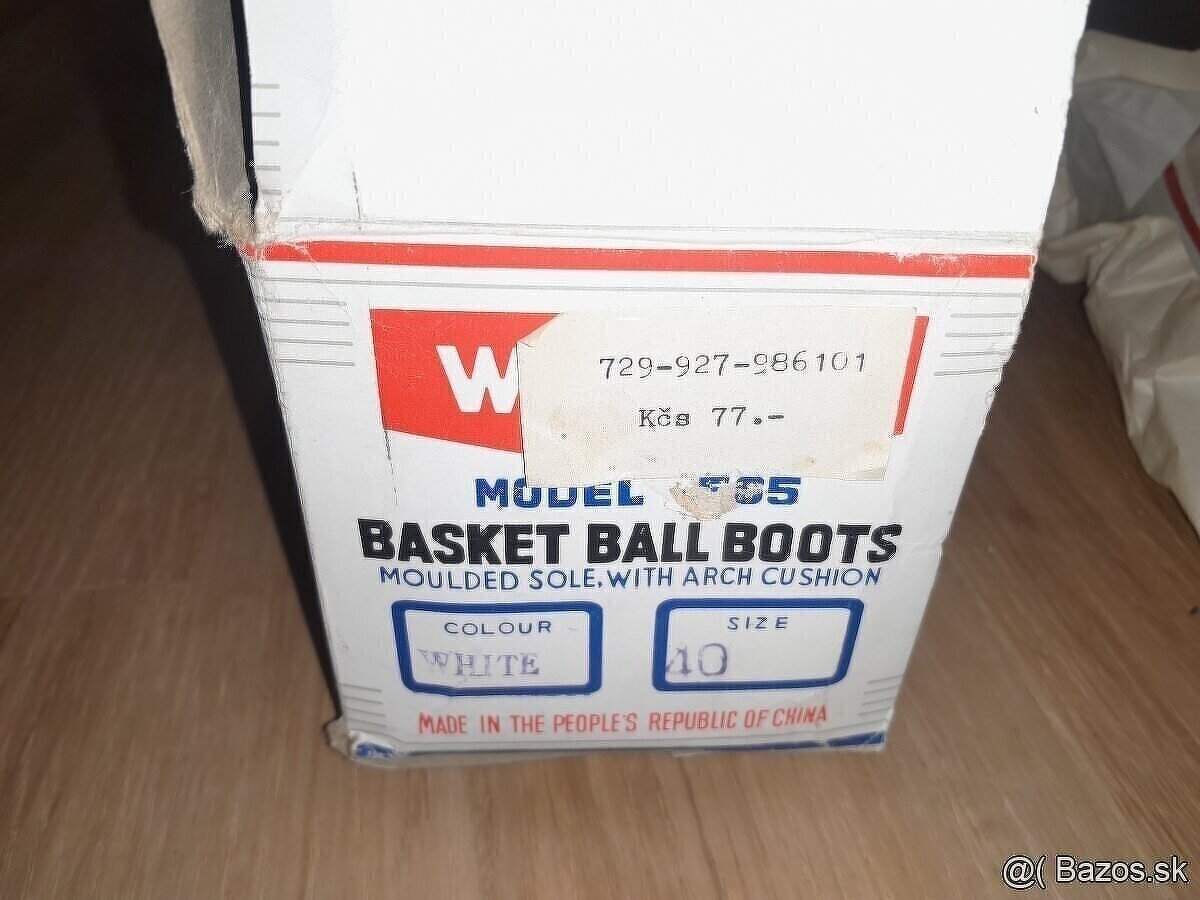 W
729-927-986101
Kčs 77.-
MODEL 565
BASKET BALL BOOTS
MOULDED SOLE, WITH ARCH CUSHION
COLOUR
WHITE
SIZE
40
MADE IN THE PEOPLE'S REPUBLIC OF CHINA
@( Bazos.sk